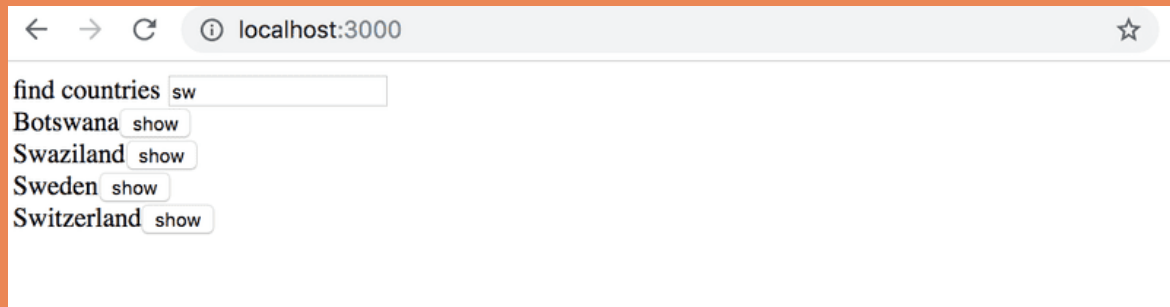 localhost:3000
find countries sw
Botswana show
Swaziland show
Sweden show
Switzerland show